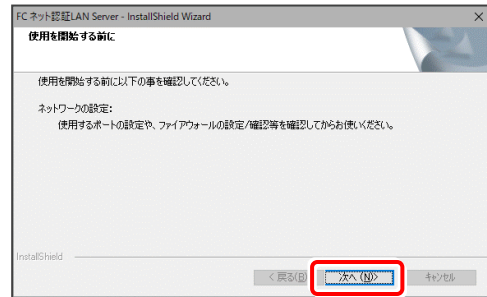 FC ネット認証LAN Server - InstallShield Wizard
使用を開始する前に
使用を開始する前に以下の事を確認してください。
ネットワークの設定:
使用するポートの設定や、ファイアウォールの設定/確認等を確認してからお使いください。
InstallShield
< 戻る(B) 次へ (N)> キャンセル